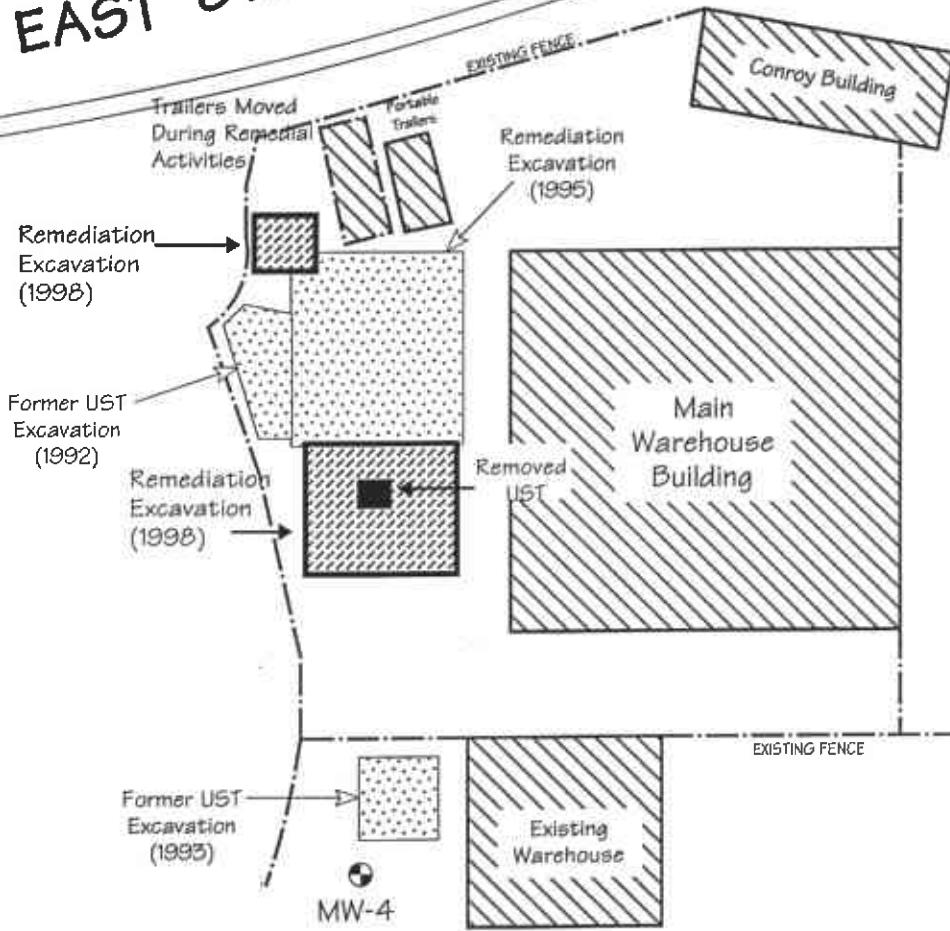 EAST
EXISTING FENCE
Conroy Building
Trailers Moved
During Remedial
Activities
Portable
Trailers
Remediation
Excavation
(1995)
Remediation
Excavation
(1998)
Former UST
Excavation
(1992)
Main
Warehouse
Building
Removed
UST
Remediation
Excavation
(1998)
EXISTING FENCE
Former UST
Excavation
(1993)
Existing
Warehouse
MW-4